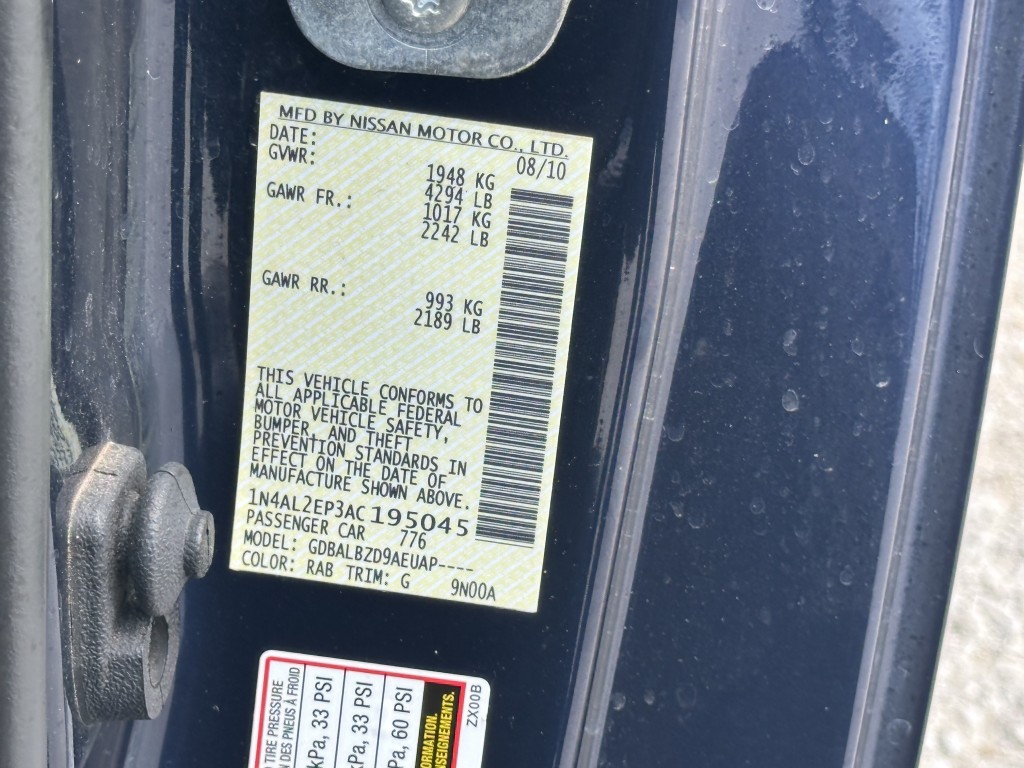 MFD BY NISSAN MOTOR CO., LTD.
DATE: 08/10
GVWR: 1948 KG
4294 LB
GAWR FR.: 1017 KG
2242 LB
GAWR RR.: 993 KG
2189 LB
THIS VEHICLE CONFORMS TO
ALL APPLICABLE FEDERAL
MOTOR VEHICLE SAFETY,
BUMPER, AND THEFT
PREVENTION STANDARDS IN
EFFECT ON THE DATE OF
MANUFACTURE SHOWN ABOVE.
1N4AL2EP3AC195045
PASSENGER CAR 776
MODEL: GDBALBZD9AEUAP----
COLOR: RAB TRIM: G 9N00A
TIRE PRESSURE
DES PNEUS À FROID
kPa, 33 PSI
kPa, 33 PSI
kPa, 60 PSI
ZX00B